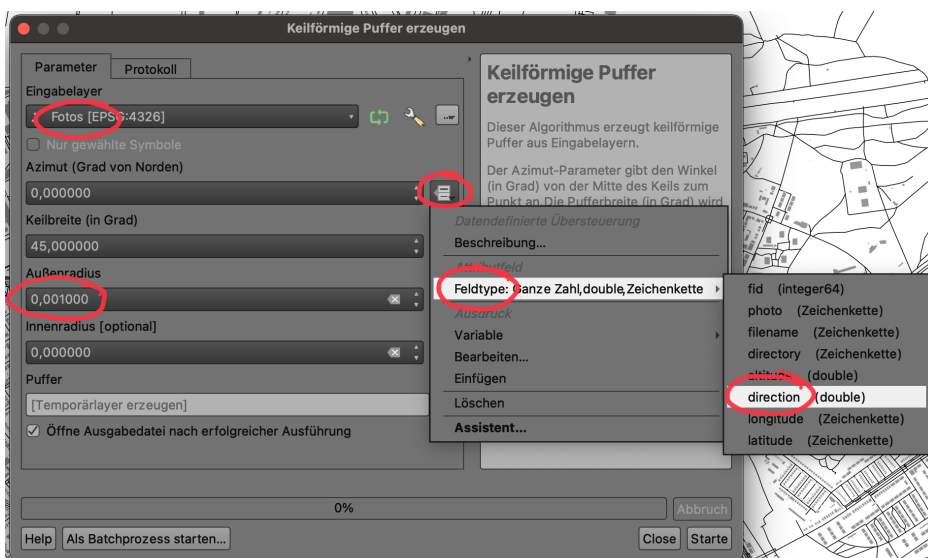 Keilförmige Puffer erzeugen
Parameter
Protokoll
Eingabelayer
Fotos [EPSG:4326]
Nur gewählte Symbole
Azimut (Grad von Norden)
0,000000
Keilbreite (in Grad)
45,000000
Außenradius
0,001000
Innenradius [optional]
0,000000
Puffer
[Temporärlayer erzeugen]
Öffne Ausgabedatei nach erfolgreicher Ausführung
Keilförmige Puffer
erzeugen
Dieser Algorithmus erzeugt keilförmige
Puffer aus Eingabelayern.
Der Azimut-Parameter gibt den Winkel
(in Grad) von der Mitte des Keils zum
Punkt an.Die Pufferbreite (in Grad) wird
Datendefinierte Übersteuerung
Beschreibung...
Attributfeld
Feldtype: Ganze Zahl,double,Zeichenkette
Ausdruck
Variable
Bearbeiten...
Einfügen
Löschen
Assistent...
fid (integer64)
photo (Zeichenkette)
filename (Zeichenkette)
directory (Zeichenkette)
altitude (double)
direction (double)
longitude (Zeichenkette)
latitude (Zeichenkette)
0%
Abbruch
Help
Als Batchprozess starten...
Close
Starte